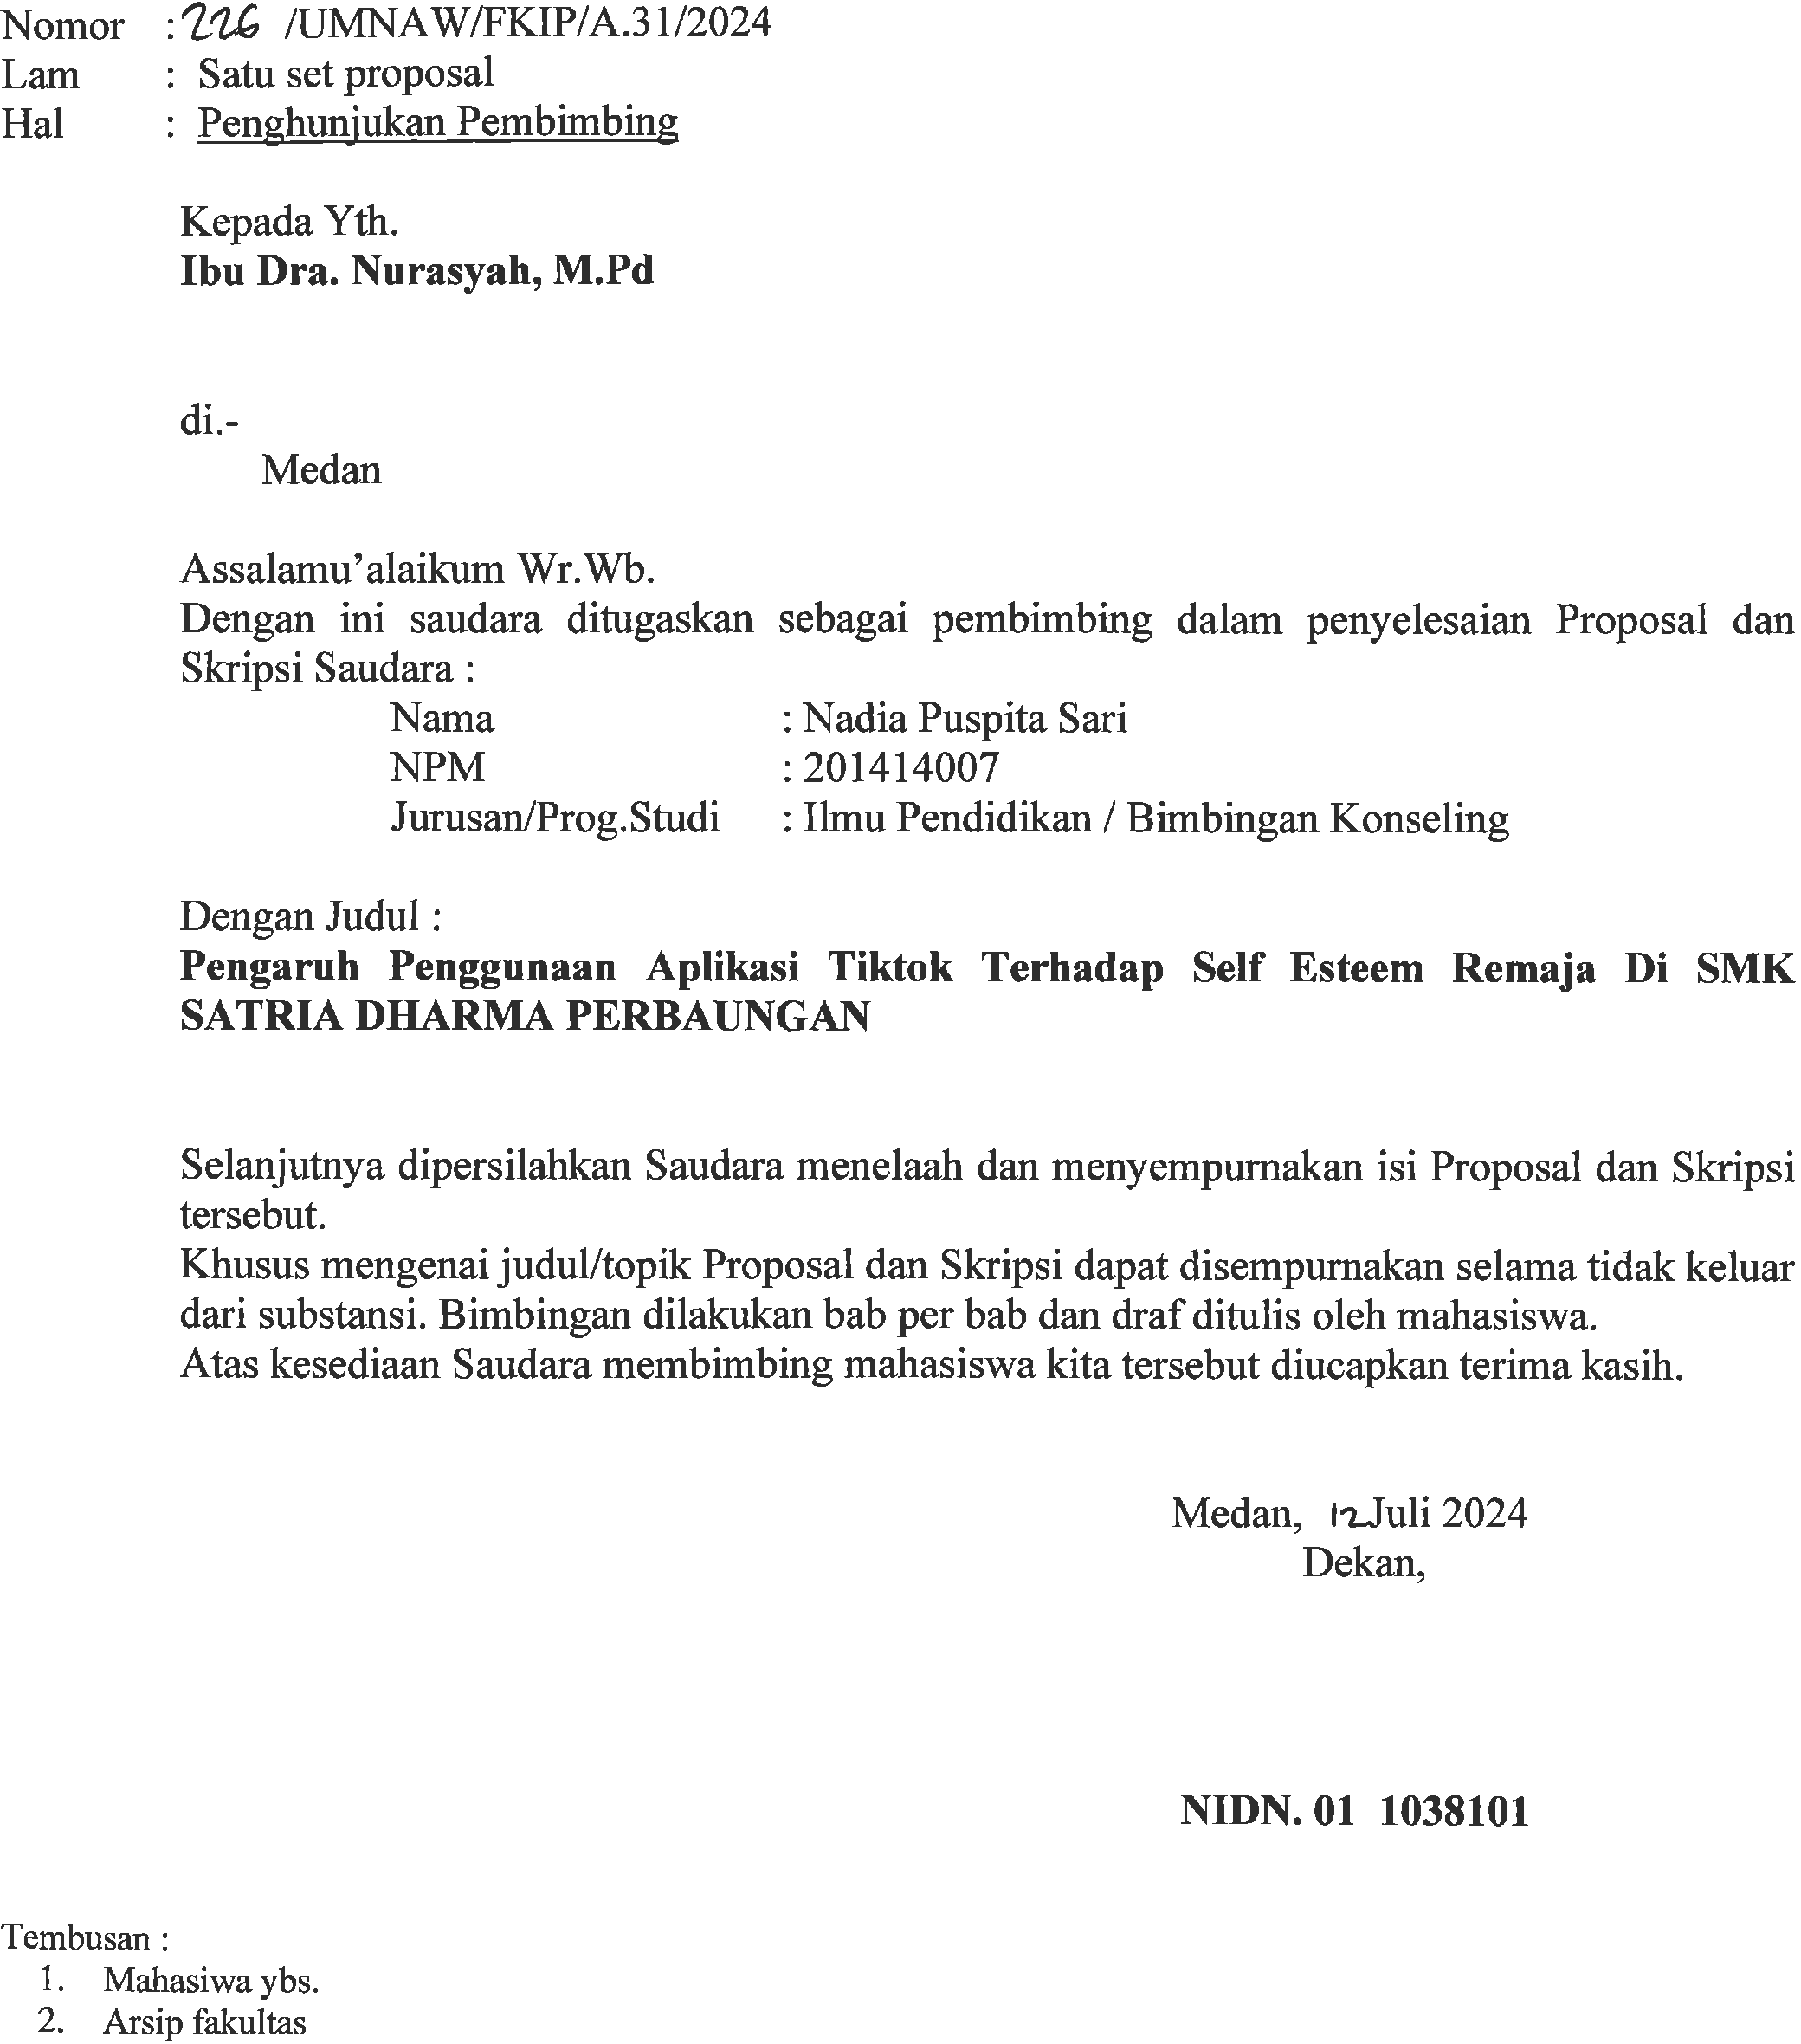 Nomor : 226 /UMNAW/FKIP/A.31/2024
Lam : Satu set proposal
Hal : Penghunjukan Pembimbing
Kepada Yth.
Ibu Dra. Nurasyah, M.Pd
di.-
Medan
Assalamu'alaikum Wr.Wb.
Dengan ini saudara ditugaskan sebagai pembimbing dalam penyelesaian Proposal dan
Skripsi Saudara :
Nama : Nadia Puspita Sari
NPM : 201414007
Jurusan/Prog.Studi : Ilmu Pendidikan / Bimbingan Konseling
Dengan Judul :
Pengaruh Penggunaan Aplikasi Tiktok Terhadap Self Esteem Remaja Di SMK
SATRIA DHARMA PERBAUNGAN
Selanjutnya dipersilahkan Saudara menelaah dan menyempurnakan isi Proposal dan Skripsi
tersebut.
Khusus mengenai judul/topik Proposal dan Skripsi dapat disempurnakan selama tidak keluar
dari substansi. Bimbingan dilakukan bab per bab dan draf ditulis oleh mahasiswa.
Atas kesediaan Saudara membimbing mahasiswa kita tersebut diucapkan terima kasih.
Medan, 12 Juli 2024
Dekan,
NIDN. 01 1038101
Tembusan :
1. Mahasiwa ybs.
2. Arsip fakultas